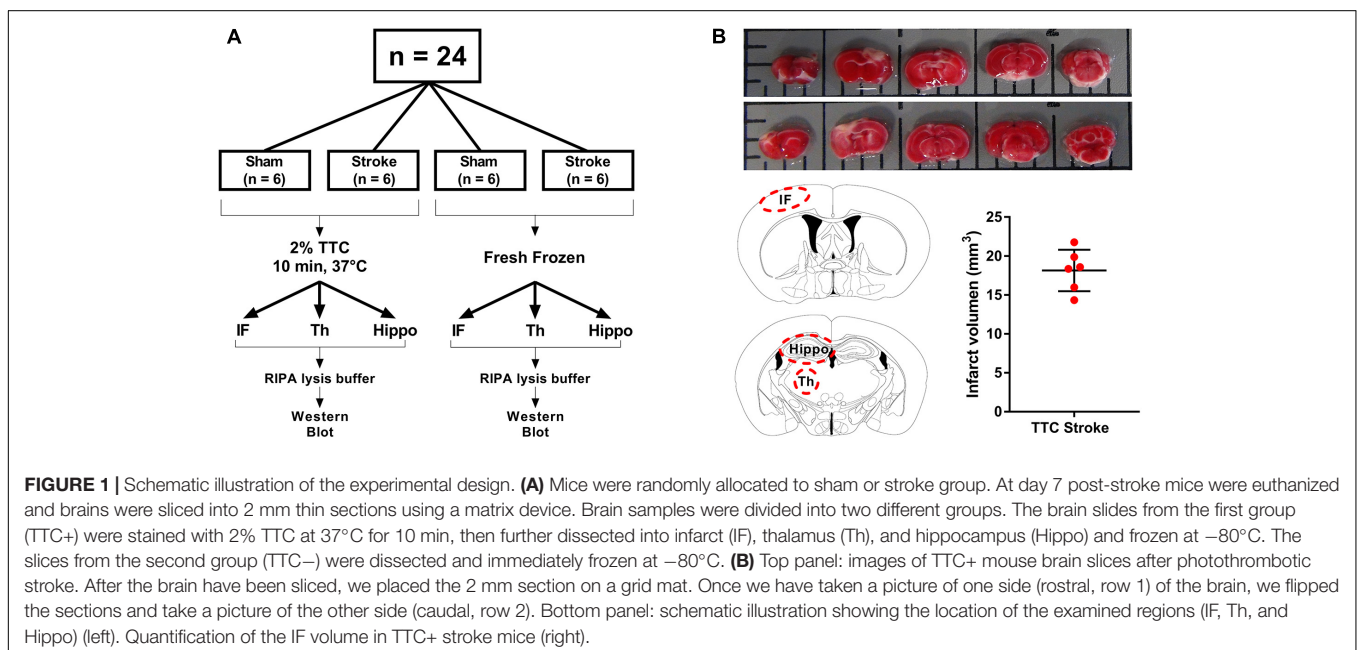 A
n = 24
Sham
(n = 6)
Stroke
(n = 6)
Sham
(n = 6)
Stroke
(n = 6)
2% TTC
10 min, 37°C
Fresh Frozen
IF Th Hippo
IF Th Hippo
RIPA lysis buffer
RIPA lysis buffer
Western
Blot
Western
Blot
B
IF
Hippo
Th
Infarct volumen (mm³)
25
20
15
10
5
0
TTC Stroke
FIGURE 1 | Schematic illustration of the experimental design. (A) Mice were randomly allocated to sham or stroke group. At day 7 post-stroke mice were euthanized
and brains were sliced into 2 mm thin sections using a matrix device. Brain samples were divided into two different groups. The brain slides from the first group
(TTC+) were stained with 2% TTC at 37°C for 10 min, then further dissected into infarct (IF), thalamus (Th), and hippocampus (Hippo) and frozen at −80°C. The
slices from the second group (TTC−) were dissected and immediately frozen at −80°C. (B) Top panel: images of TTC+ mouse brain slices after photothrombotic
stroke. After the brain have been sliced, we placed the 2 mm section on a grid mat. Once we have taken a picture of one side (rostral, row 1) of the brain, we flipped
the sections and take a picture of the other side (caudal, row 2). Bottom panel: schematic illustration showing the location of the examined regions (IF, Th, and
Hippo) (left). Quantification of the IF volume in TTC+ stroke mice (right).